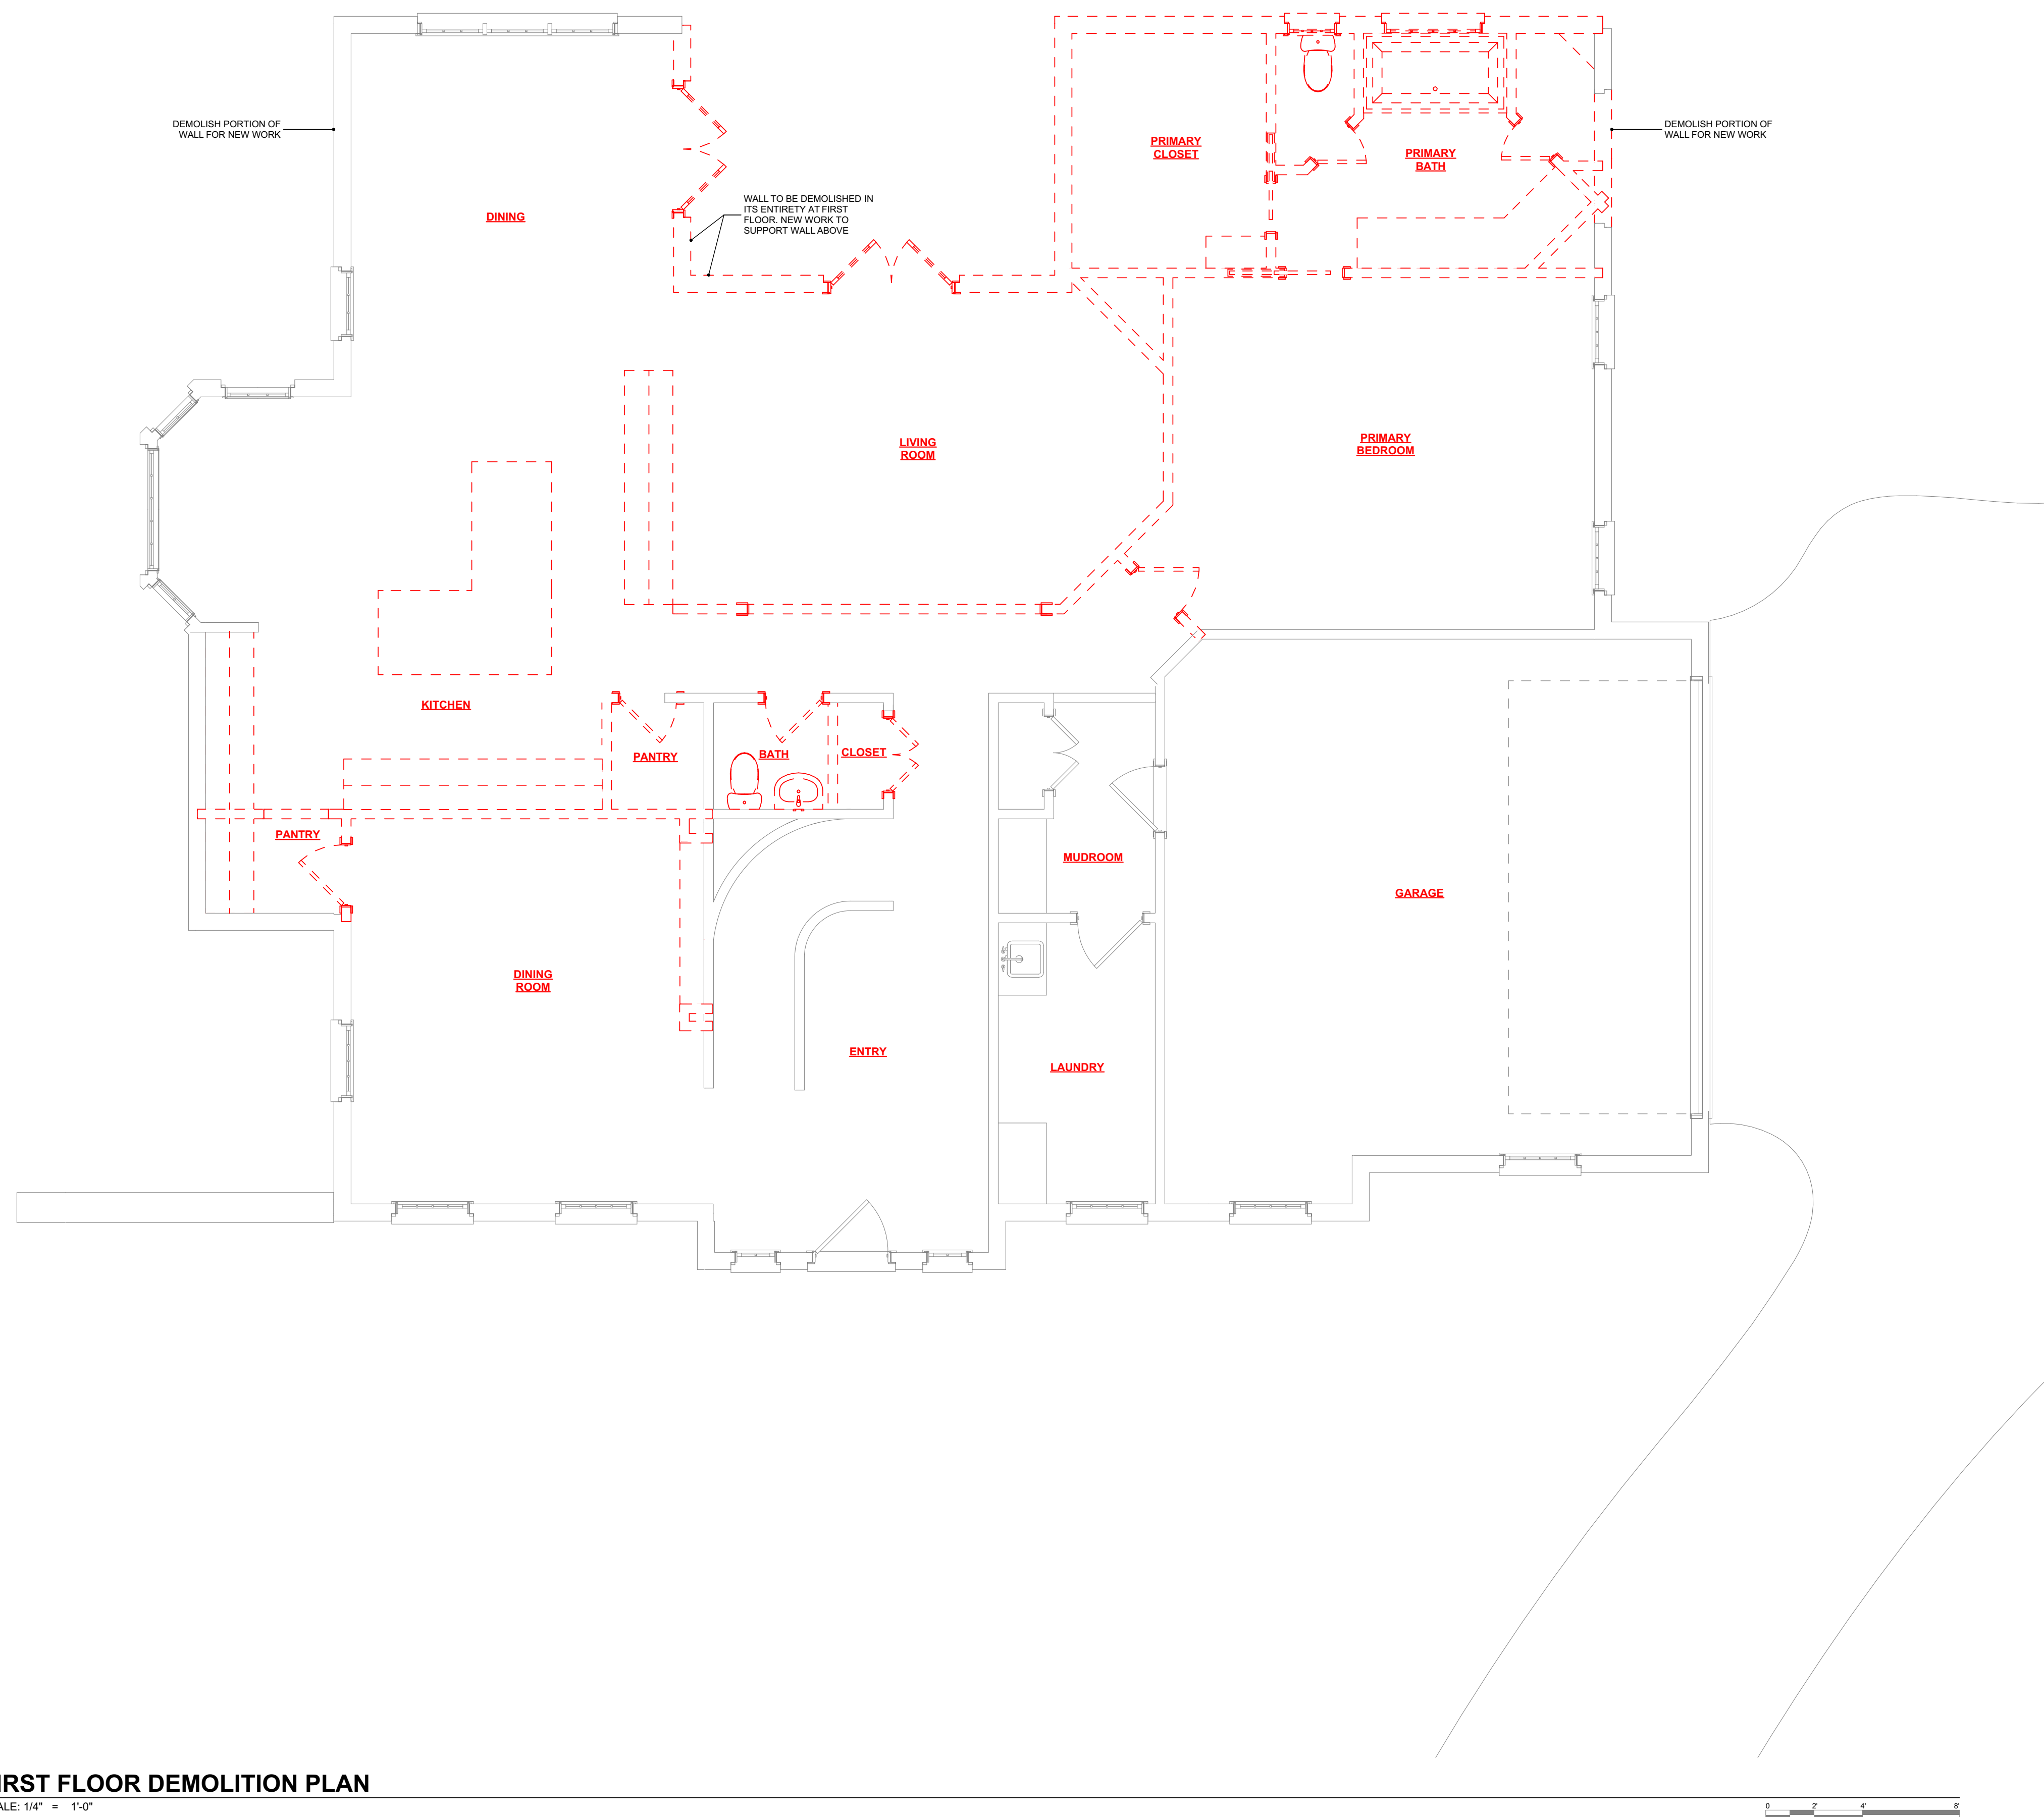 DEMOLISH PORTION OF
WALL FOR NEW WORK
DEMOLISH PORTION OF
WALL FOR NEW WORK
PRIMARY
CLOSET
PRIMARY
BATH
DINING
WALL TO BE DEMOLISHED IN
ITS ENTIRETY AT FIRST
FLOOR. NEW WORK TO
SUPPORT WALL ABOVE
LIVING
ROOM
PRIMARY
BEDROOM
KITCHEN
PANTRY
BATH
CLOSET
PANTRY
MUDROOM
GARAGE
DINING
ROOM
ENTRY
LAUNDRY
IRST FLOOR DEMOLITION PLAN
ALE: 1/4" = 1'-0"
0 2' 4' 8'